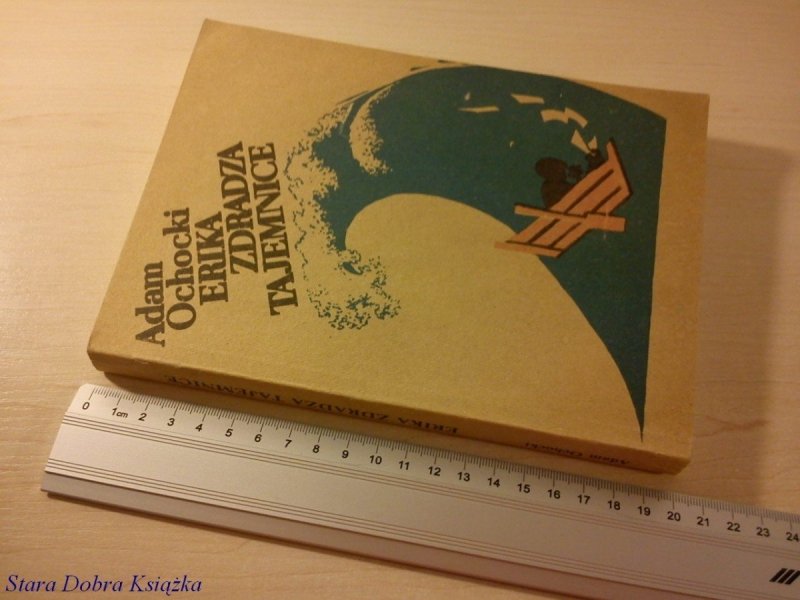 Adam
Ochocki
ERIKA
ZDRADZA
TAJEMNICE
ERIKA ZDRADZA TAJEMNICE
Adam Ochocki
0 1cm 2 3 4 5 6 7 8 9 10 11 12 13 14 15 16 17 18 19 20 21 22 23 24
Stara Dobra Książka